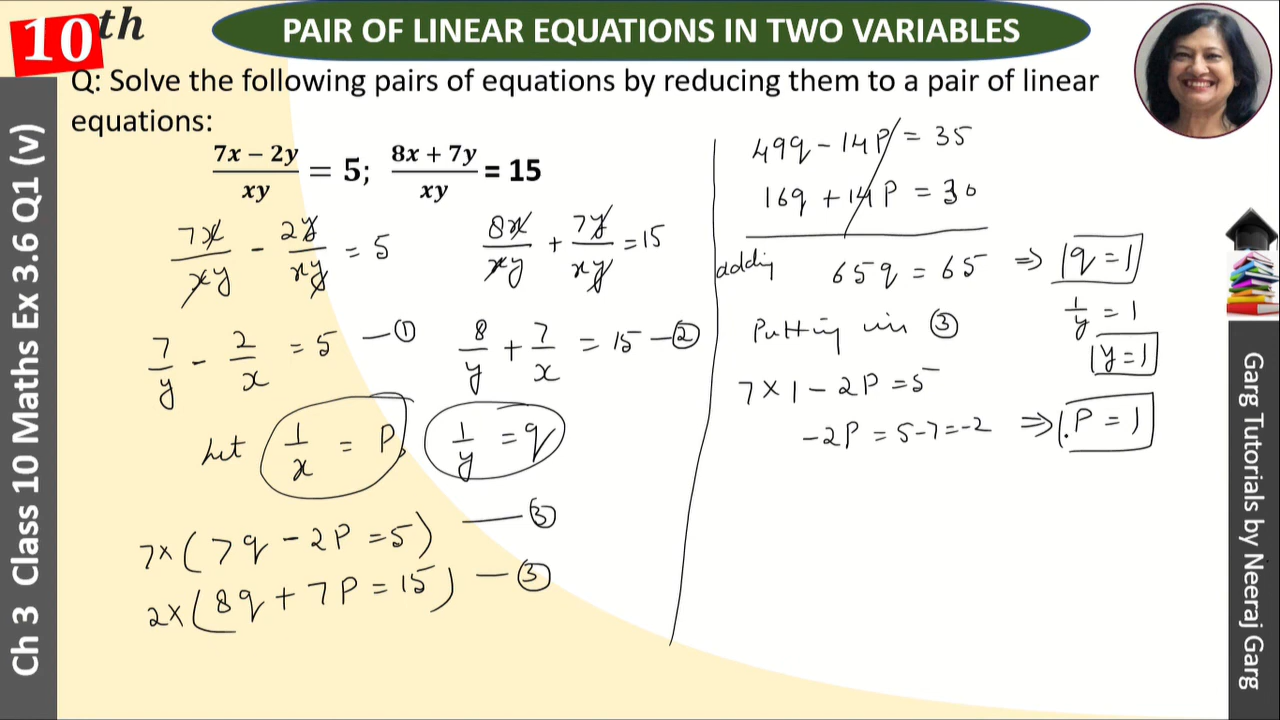 10th
PAIR OF LINEAR EQUATIONS IN TWO VARIABLES
Ch 3 Class 10 Maths Ex 3.6 Q1 (v)
Q: Solve the following pairs of equations by reducing them to a pair of linear
equations:
(7x − 2y)/xy = 5; (8x + 7y)/xy = 15
7x/xy - 2y/xy = 5
8x/xy + 7y/xy = 15
7/y - 2/x = 5 — ①
8/y + 7/x = 15 — ②
Let 1/x = P, 1/y = q
7×(7q - 2P = 5) — ③
2×(8q + 7P = 15) — ③
49q - 14P = 35
16q + 14P = 30
adding 65q = 65 ⇒ q = 1
1/y = 1
y = 1
Putting in ③
7 × 1 - 2P = 5
-2P = 5-7 = -2 ⇒ P = 1
Garg Tutorials by Neeraj Garg